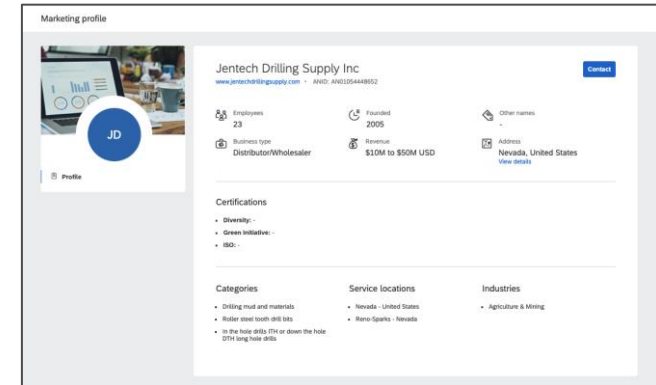 Marketing profile
JD
Profile
Jentech Drilling Supply Inc
Contact
www.jentechdrillingsupply.com • ANID: AN01054448652
Employees
23
Founded
2005
Other names
-
Business type
Distributor/Wholesaler
Revenue
$10M to $50M USD
Address
Nevada, United States
View details
Certifications
• Diversity: -
• Green Initiative: -
• ISO: -
Categories
• Drilling mud and materials
• Roller steel tooth drill bits
• In the hole drills ITH or down the hole
DTH long hole drills
Service locations
• Nevada - United States
• Reno-Sparks - Nevada
Industries
• Agriculture & Mining